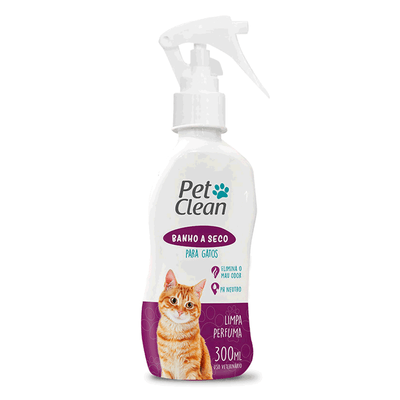 Pet
Clean
BANHO A SECO
PARA GATOS
ELIMINA O
MAU ODOR
PH NEUTRO
LIMPA
PERFUMA
300ML
USO VETERINÁRIO